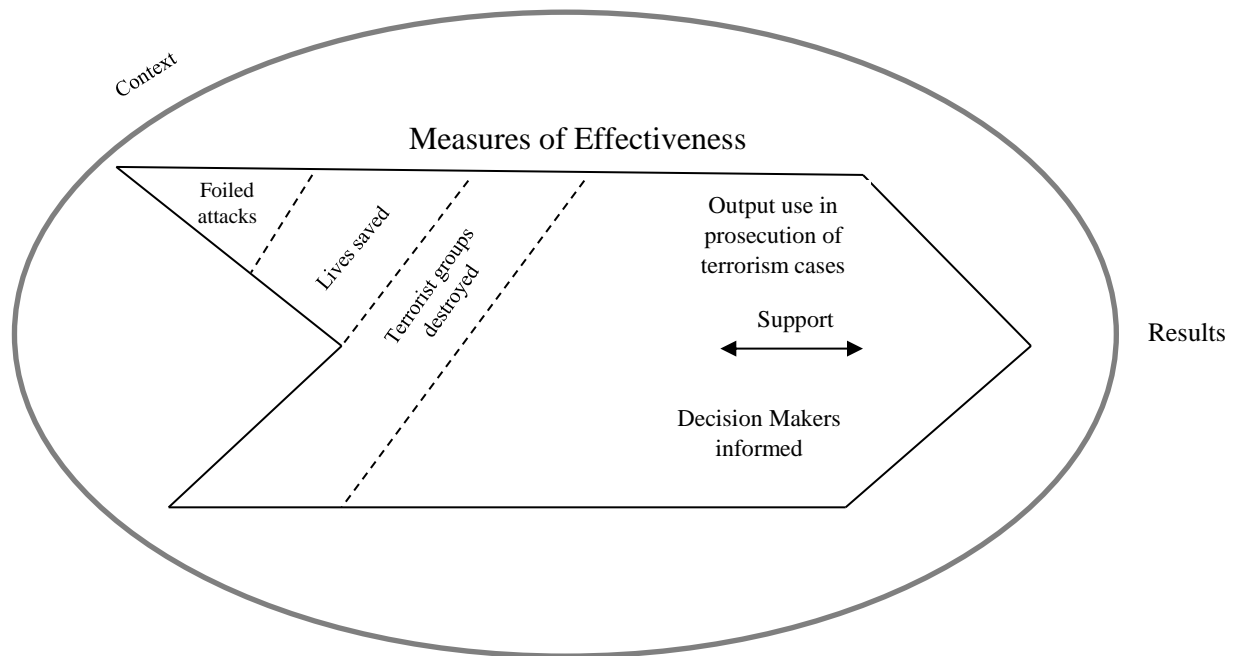 Context
Measures of Effectiveness
Foiled
attacks
Lives saved
Terrorist groups
destroyed
Output use in
prosecution of
terrorism cases
Support
Decision Makers
informed
Results